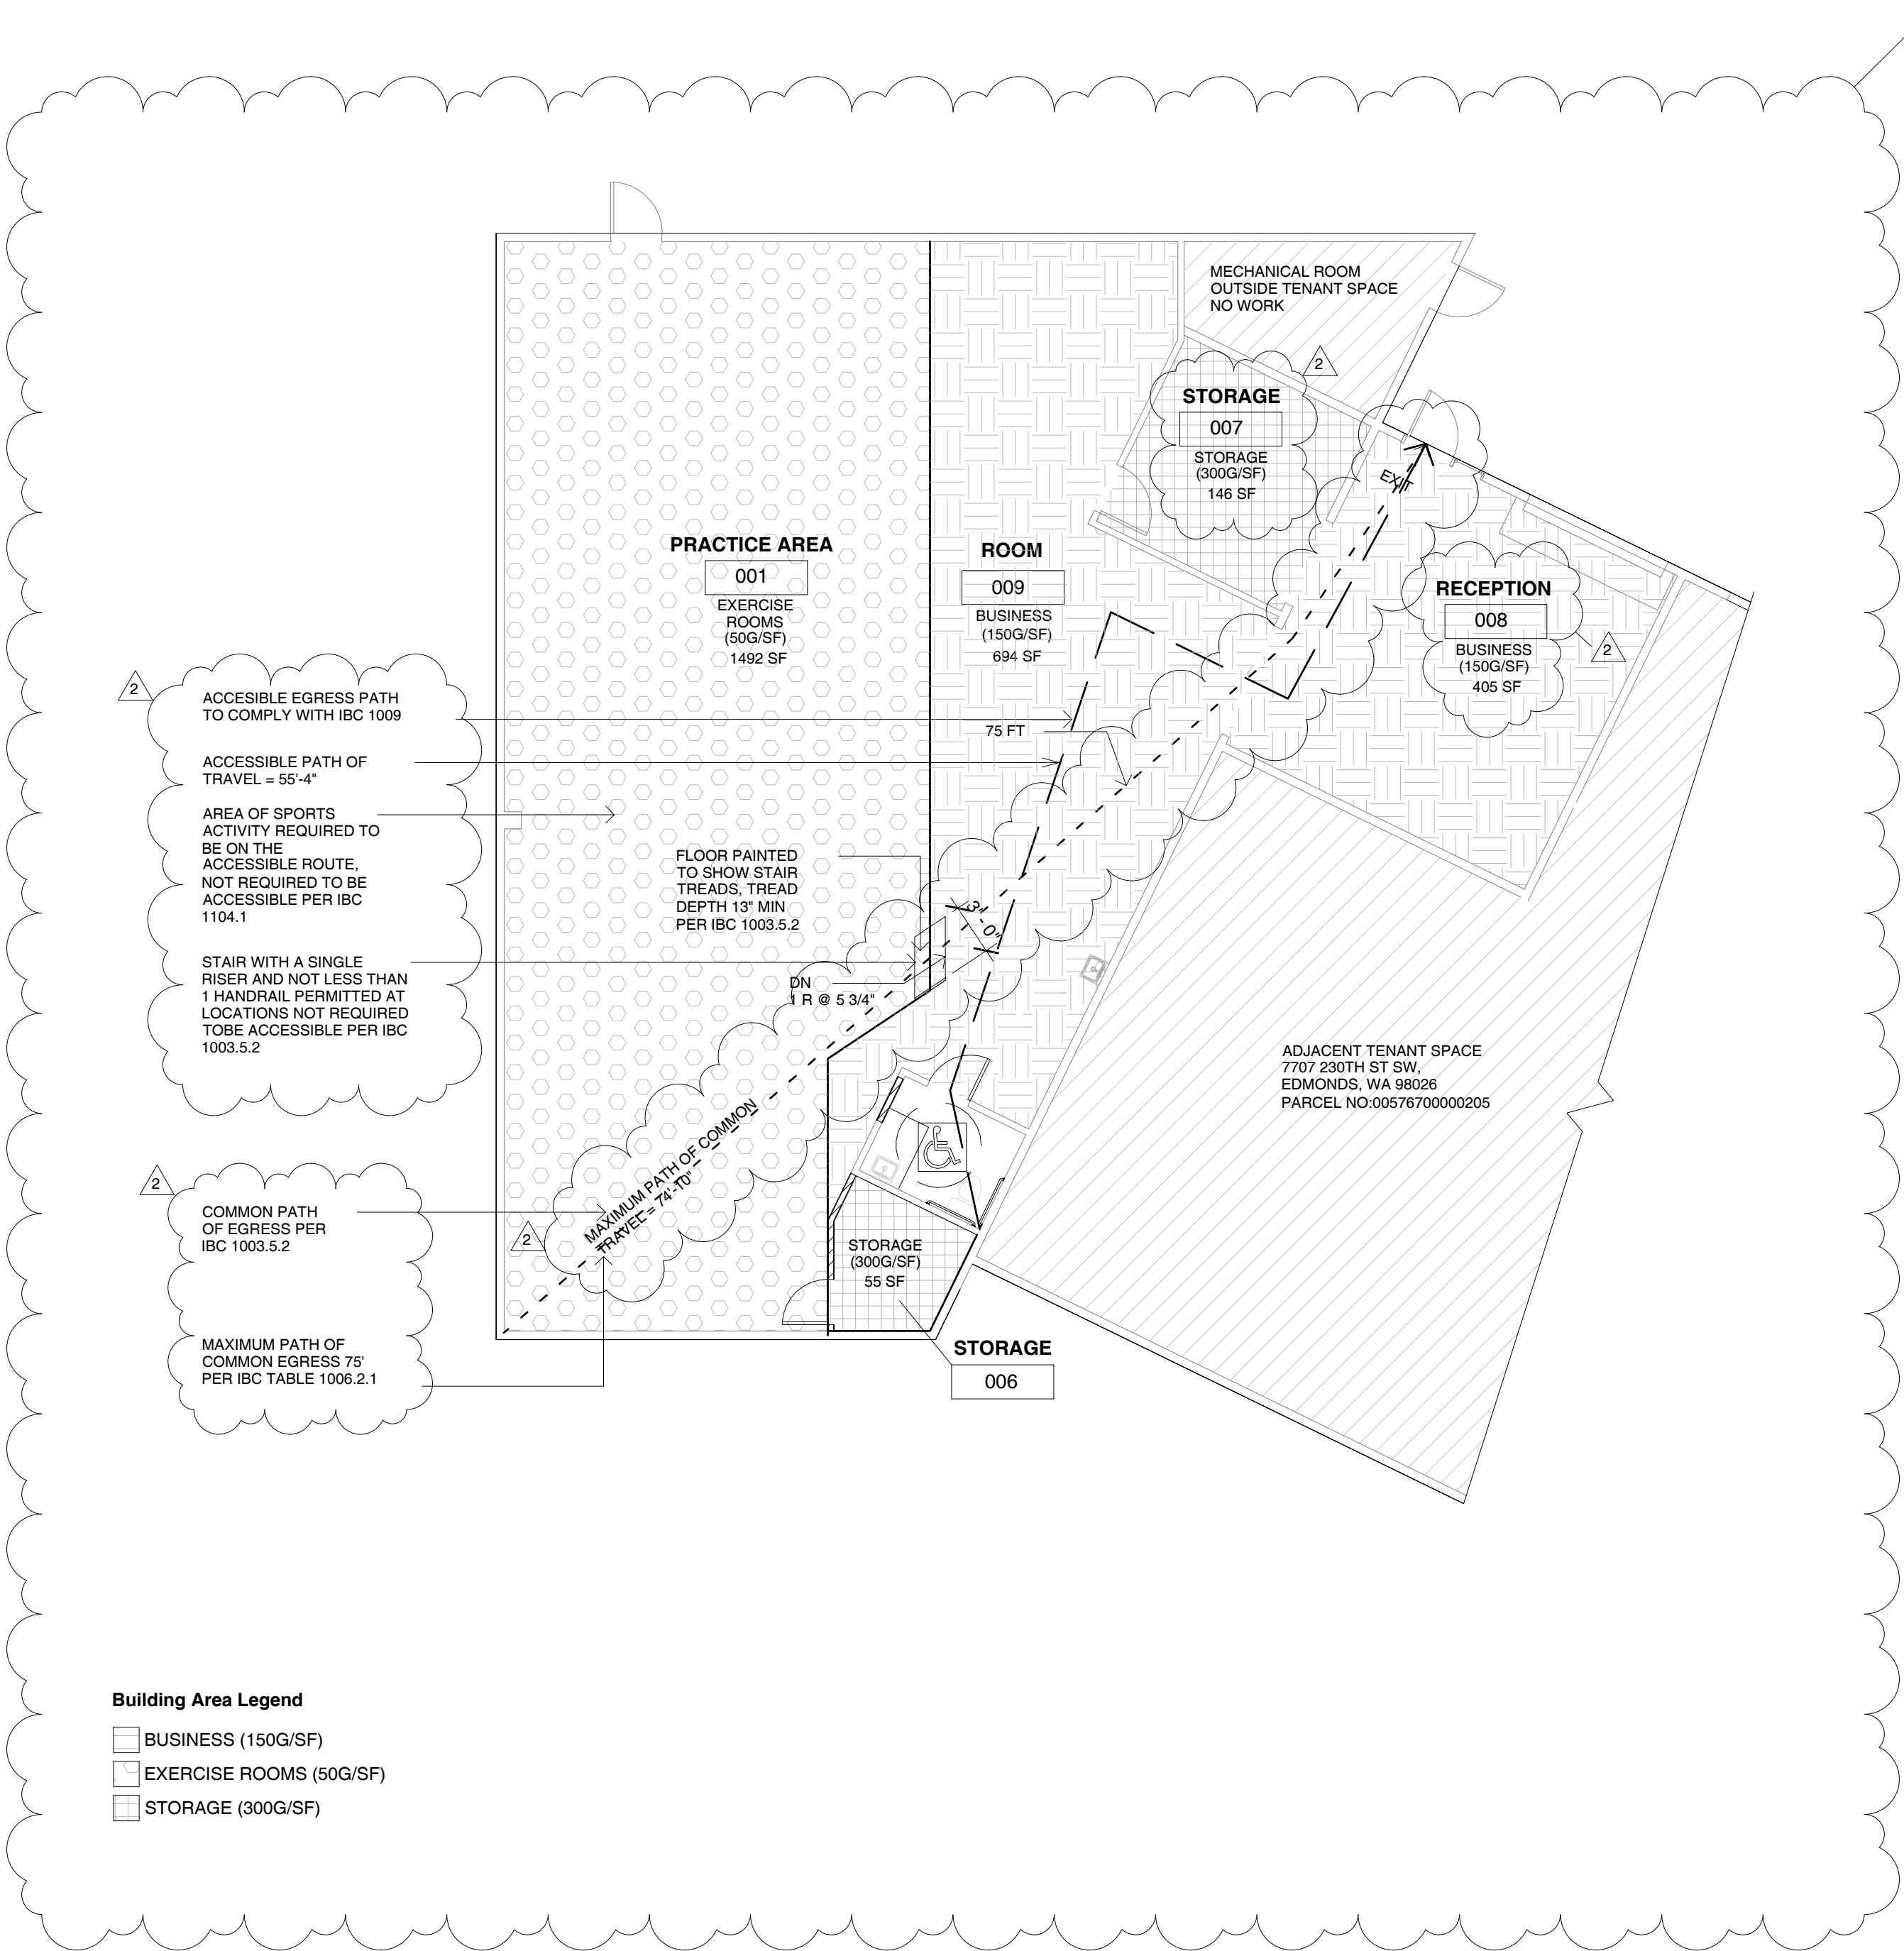 MECHANICAL ROOM
OUTSIDE TENANT SPACE
NO WORK
2
STORAGE
007
STORAGE
(300G/SF)
146 SF
EXIT
PRACTICE AREA
001
EXERCISE
ROOMS
(50G/SF)
1492 SF
ROOM
009
BUSINESS
(150G/SF)
694 SF
RECEPTION
008
BUSINESS
(150G/SF)
405 SF
2
2
ACCESIBLE EGRESS PATH
TO COMPLY WITH IBC 1009
ACCESSIBLE PATH OF
TRAVEL = 55'-4"
AREA OF SPORTS
ACTIVITY REQUIRED TO
BE ON THE
ACCESSIBLE ROUTE,
NOT REQUIRED TO BE
ACCESSIBLE PER IBC
1104.1
STAIR WITH A SINGLE
RISER AND NOT LESS THAN
1 HANDRAIL PERMITTED AT
LOCATIONS NOT REQUIRED
TOBE ACCESSIBLE PER IBC
1003.5.2
75 FT
FLOOR PAINTED
TO SHOW STAIR
TREADS, TREAD
DEPTH 13" MIN
PER IBC 1003.5.2
3' - 0"
DN
1 R @ 5 3/4"
ADJACENT TENANT SPACE
7707 230TH ST SW,
EDMONDS, WA 98026
PARCEL NO:00576700000205
MAXIMUM PATH OF COMMON
TRAVEL = 74'-10"
2
2
COMMON PATH
OF EGRESS PER
IBC 1003.5.2
MAXIMUM PATH OF
COMMON EGRESS 75'
PER IBC TABLE 1006.2.1
STORAGE
(300G/SF)
55 SF
STORAGE
006
Building Area Legend
BUSINESS (150G/SF)
EXERCISE ROOMS (50G/SF)
STORAGE (300G/SF)